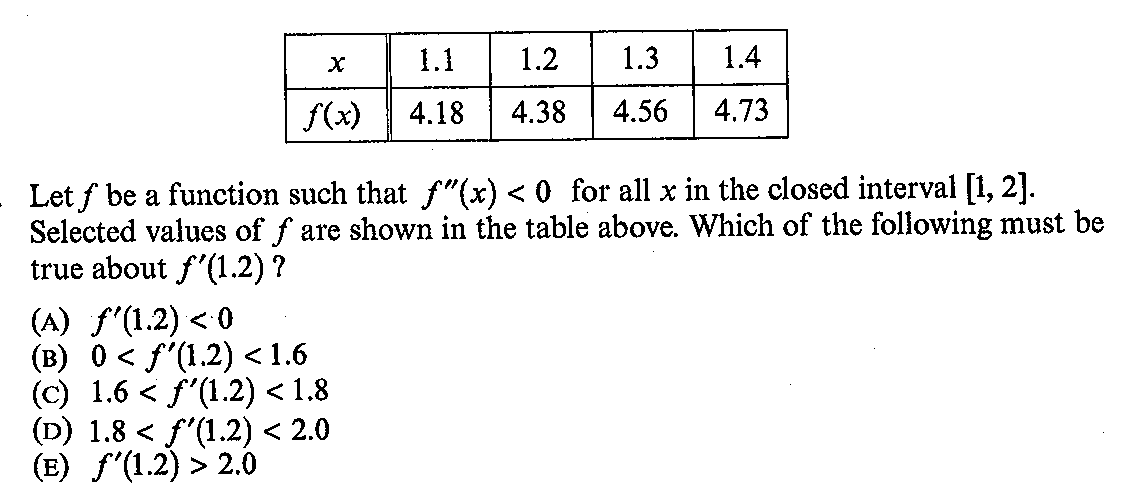 x 1.1 1.2 1.3 1.4
f(x) 4.18 4.38 4.56 4.73
Let f be a function such that f″(x) < 0 for all x in the closed interval [1, 2].
Selected values of f are shown in the table above. Which of the following must be
true about f′(1.2) ?
(A) f′(1.2) < 0
(B) 0 < f′(1.2) < 1.6
(C) 1.6 < f′(1.2) < 1.8
(D) 1.8 < f′(1.2) < 2.0
(E) f′(1.2) > 2.0